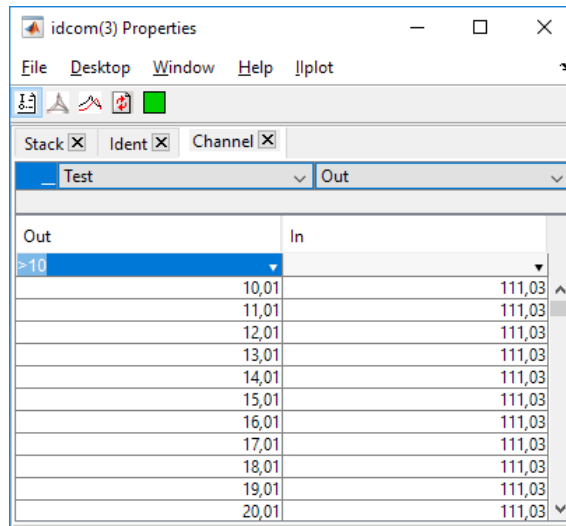 idcom(3) Properties
File Desktop Window Help Ilplot
Stack Ident Channel
Test Out
Out In
>10
10,01 111,03
11,01 111,03
12,01 111,03
13,01 111,03
14,01 111,03
15,01 111,03
16,01 111,03
17,01 111,03
18,01 111,03
19,01 111,03
20,01 111,03